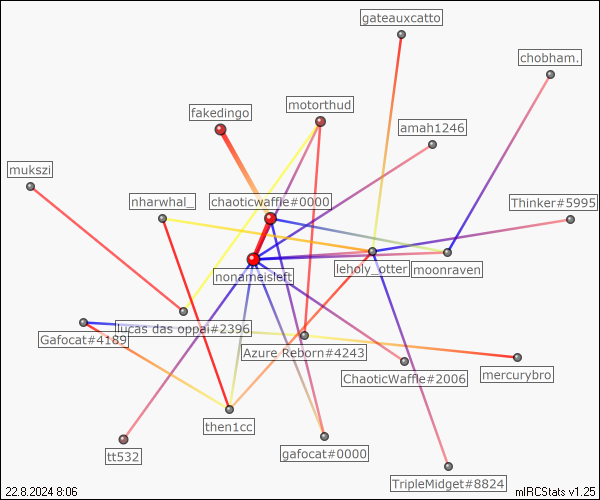 gateauxcatto
chobham.
motorthud
fakedingo
amah1246
mukszi
nharwhal_
chaoticwaffle#0000
Thinker#5995
nonameisleft
leholy_otter
moonraven
lucas das oppai#2396
Gafocat#4189
Azure Reborn#4243
ChaoticWaffle#2006
mercurybro
then1cc
tt532
gafocat#0000
TripleMidget#8824
22.8.2024 8:06
mIRCStats v1.25